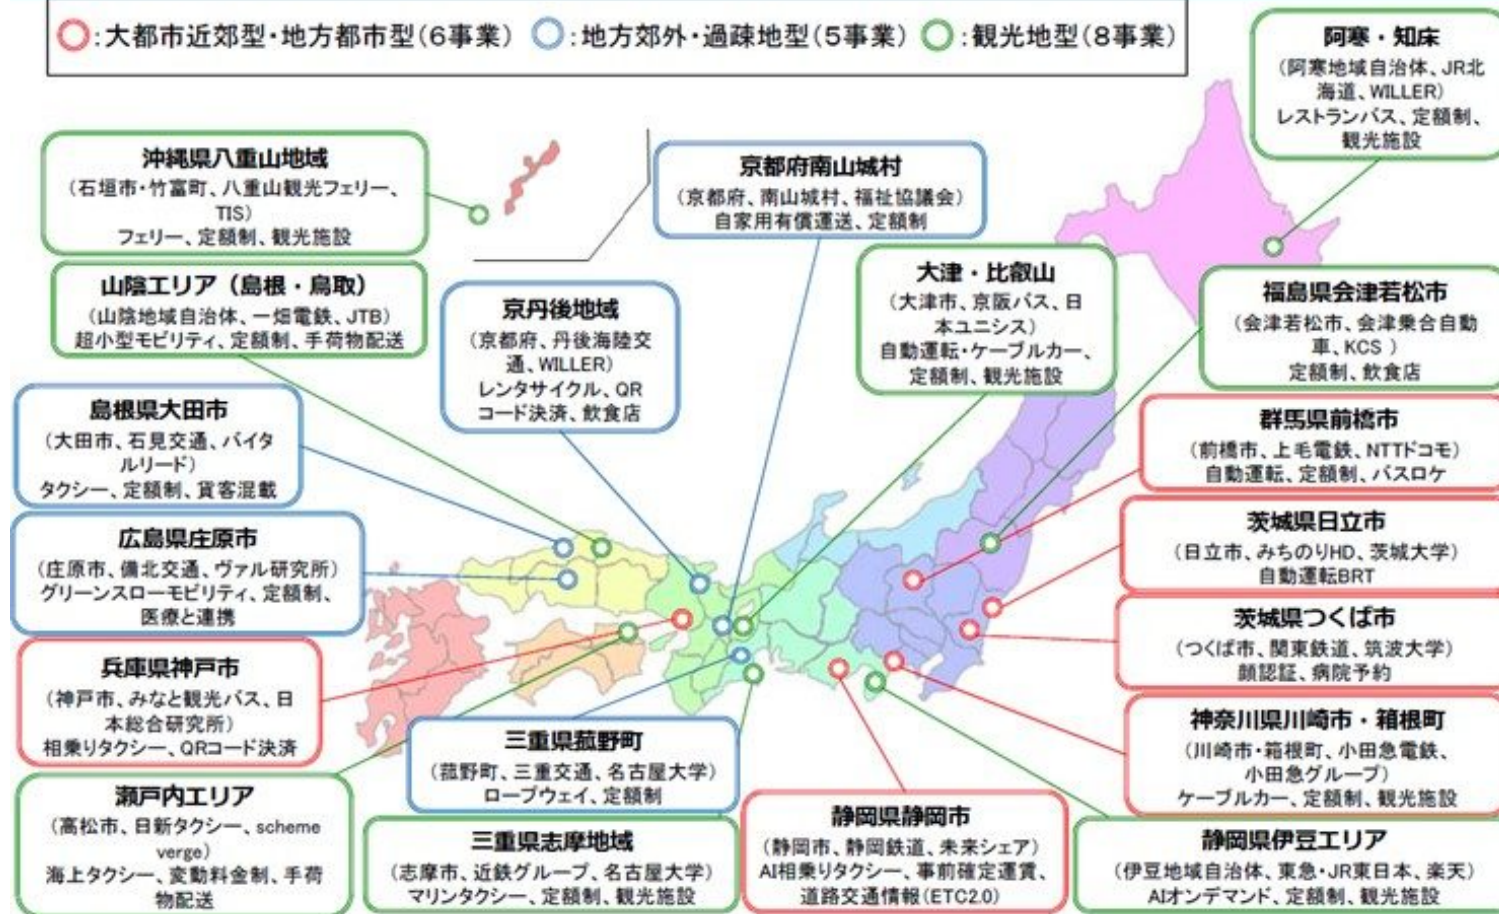 ○:大都市近郊型・地方都市型(6事業) ○:地方郊外・過疎地型(5事業) ○:観光地型(8事業)
阿寒・知床
(阿寒地域自治体、JR北
海道、WILLER)
レストランバス、定額制、
観光施設
沖縄県八重山地域
(石垣市・竹富町、八重山観光フェリー、
TIS)
フェリー、定額制、観光施設
京都府南山城村
(京都府、南山城村、福祉協議会)
自家用有償運送、定額制
山陰エリア(島根・鳥取)
(山陰地域自治体、一畑電鉄、JTB)
超小型モビリティ、定額制、手荷物配送
京丹後地域
(京都府、丹後海陸交
通、WILLER)
レンタサイクル、QR
コード決済、飲食店
大津・比叡山
(大津市、京阪バス、日
本ユニシス)
自動運転・ケーブルカー、
定額制、観光施設
福島県会津若松市
(会津若松市、会津乗合自動
車、KCS )
定額制、飲食店
島根県大田市
(大田市、石見交通、バイタ
ルリード)
タクシー、定額制、貨客混載
群馬県前橋市
(前橋市、上毛電鉄、NTTドコモ)
自動運転、定額制、バスロケ
広島県庄原市
(庄原市、備北交通、ヴァル研究所)
グリーンスローモビリティ、定額制、
医療と連携
茨城県日立市
(日立市、みちのりHD、茨城大学)
自動運転BRT
茨城県つくば市
(つくば市、関東鉄道、筑波大学)
顔認証、病院予約
兵庫県神戸市
(神戸市、みなと観光バス、日
本総合研究所)
相乗りタクシー、QRコード決済
三重県菰野町
(菰野町、三重交通、名古屋大学)
ロープウェイ、定額制
神奈川県川崎市・箱根町
(川崎市・箱根町、小田急電鉄、
小田急グループ)
ケーブルカー、定額制、観光施設
瀬戸内エリア
(高松市、日新タクシー、scheme
verge)
海上タクシー、変動料金制、手荷
物配送
三重県志摩地域
(志摩市、近鉄グループ、名古屋大学)
マリンタクシー、定額制、観光施設
静岡県静岡市
(静岡市、静岡鉄道、未来シェア)
AI相乗りタクシー、事前確定運賃、
道路交通情報(ETC2.0)
静岡県伊豆エリア
(伊豆地域自治体、東急・JR東日本、楽天)
AIオンデマンド、定額制、観光施設